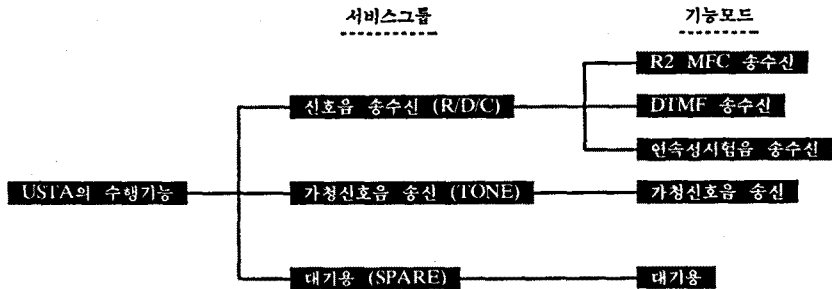 서비스그룹 기능모드
R2 MFC 송수신
신호음 송수신 (R/D/C) DTMF 송수신
연속성시험음 송수신
USTA의 수행기능 가청신호음 송신 (TONE) 가청신호음 송신
대기용 (SPARE) 대기용